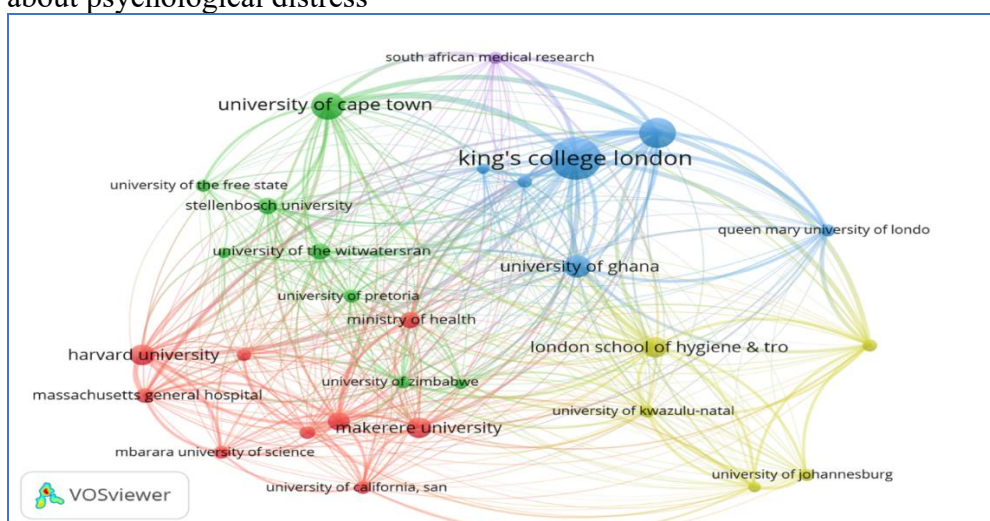 about psychological distress
south african medical research
university of cape town
king's college london
university of the free state
stellenbosch university
queen mary university of londo
university of the witwatersran
university of ghana
university of pretoria
ministry of health
harvard university
london school of hygiene & tro
university of zimbabwe
massachusetts general hospital
university of kwazulu-natal
makerere university
mbarara university of science
university of johannesburg
university of california, san
VOSviewer